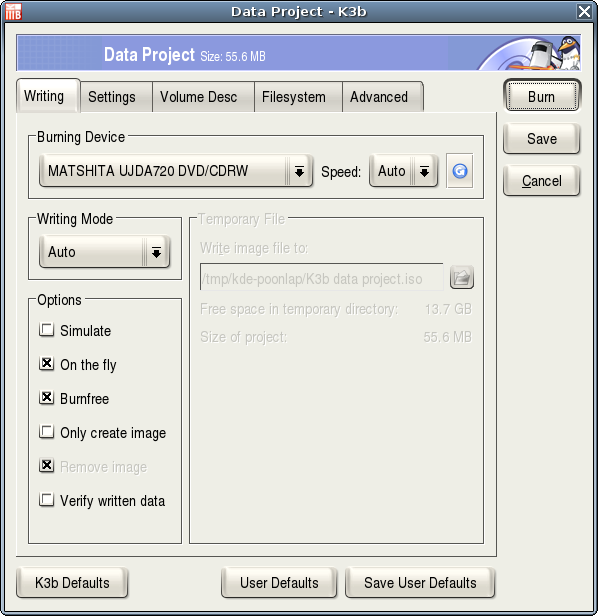 Data Project - K3b
Data Project Size: 55.6 MB
Writing Settings Volume Desc Filesystem Advanced
Burn
Save
Cancel
Burning Device
MATSHITA UJDA720 DVD/CDRW Speed: Auto
Writing Mode
Auto
Temporary File
Write image file to:
/tmp/kde-poonlap/K3b data project.iso
Free space in temporary directory: 13.7 GB
Size of project: 55.6 MB
Options
Simulate
On the fly
Burnfree
Only create image
Remove image
Verify written data
K3b Defaults User Defaults Save User Defaults